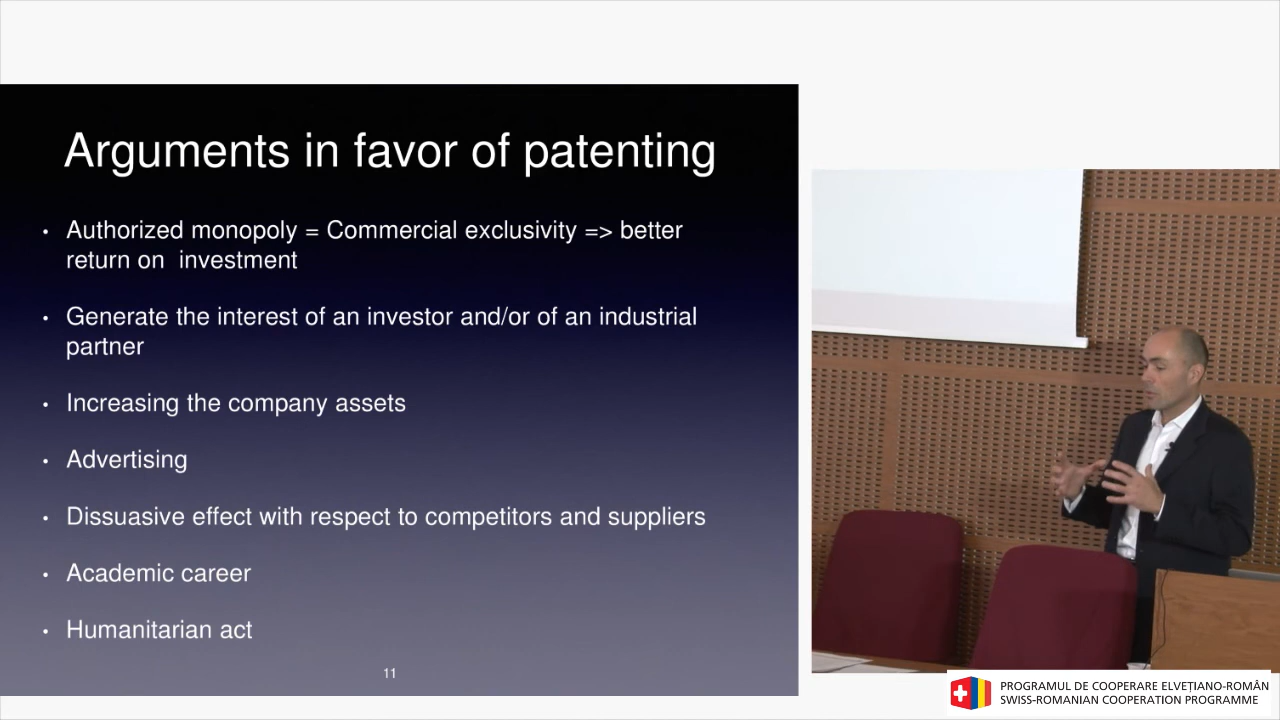 Arguments in favor of patenting
• Authorized monopoly = Commercial exclusivity => better
return on investment
• Generate the interest of an investor and/or of an industrial
partner
• Increasing the company assets
• Advertising
• Dissuasive effect with respect to competitors and suppliers
• Academic career
• Humanitarian act
11
PROGRAMUL DE COOPERARE ELVEȚIANO-ROMÂN
SWISS-ROMANIAN COOPERATION PROGRAMME